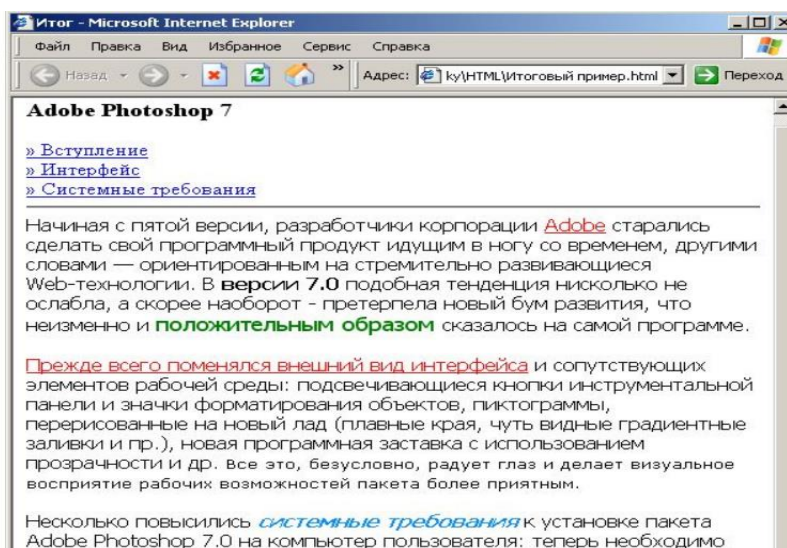 Итог - Microsoft Internet Explorer
Файл Правка Вид Избранное Сервис Справка
Назад » Адрес: ky\HTML\Итоговый пример.html Переход
Adobe Photoshop 7
» Вступление
» Интерфейс
» Системные требования
Начиная с пятой версии, разработчики корпорации Adobe старались
сделать свой программный продукт идущим в ногу со временем, другими
словами — ориентированным на стремительно развивающиеся
Web-технологии. В версии 7.0 подобная тенденция нисколько не
ослабла, а скорее наоборот - претерпела новый бум развития, что
неизменно и положительным образом сказалось на самой программе.
Прежде всего поменялся внешний вид интерфейса и сопутствующих
элементов рабочей среды: подсвечивающиеся кнопки инструментальной
панели и значки форматирования объектов, пиктограммы,
перерисованные на новый лад (плавные края, чуть видные градиентные
заливки и пр.), новая программная заставка с использованием
прозрачности и др. Все это, безусловно, радует глаз и делает визуальное
восприятие рабочих возможностей пакета более приятным.
Несколько повысились системные требования к установке пакета
Adobe Photoshop 7.0 на компьютер пользователя: теперь необходимо